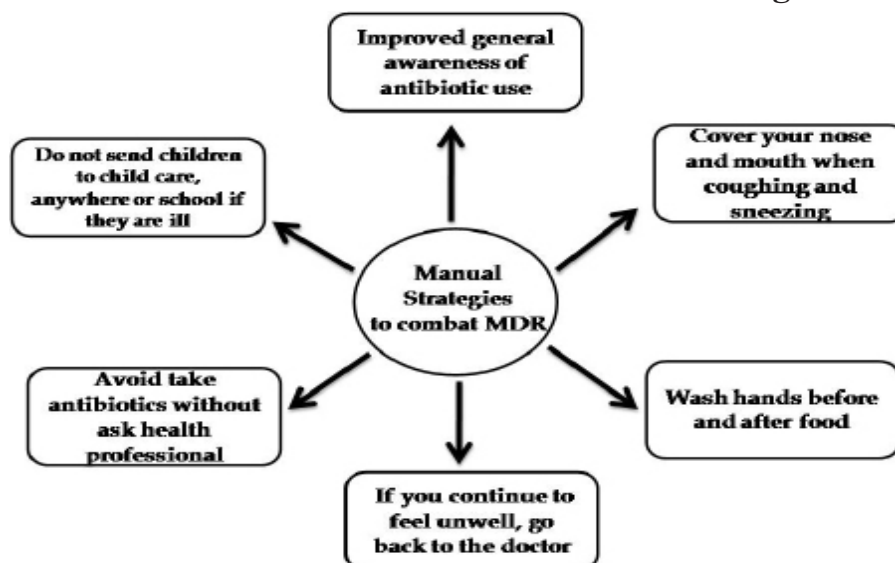 Improved general
awareness of
antibiotic use
Do not send children
to child care,
anywhere or school if
they are ill
Cover your nose
and mouth when
coughing and
sneezing
Manual
Strategies
to combat MDR
Avoid take
antibiotics without
ask health
professional
Wash hands before
and after food
If you continue to
feel unwell, go
back to the doctor